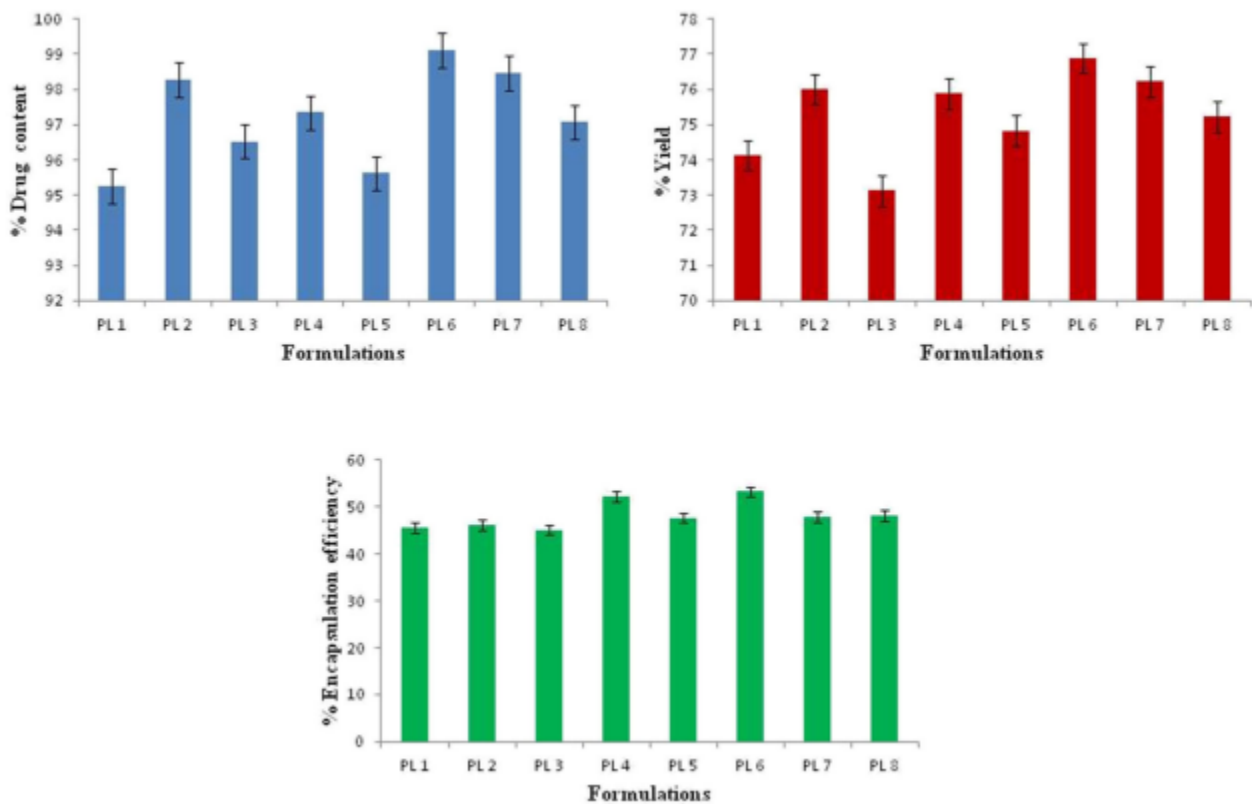 % Drug content
100
99
98
97
96
95
94
93
92
PL 1 PL 2 PL 3 PL 4 PL 5 PL 6 PL 7 PL 8
Formulations
% Yield
78
77
76
75
74
73
72
71
70
PL 1 PL 2 PL 3 PL 4 PL 5 PL 6 PL 7 PL 8
Formulations
% Encapsulation efficiency
60
50
40
30
20
10
0
PL 1 PL 2 PL 3 PL 4 PL 5 PL 6 PL 7 PL 8
Formulations